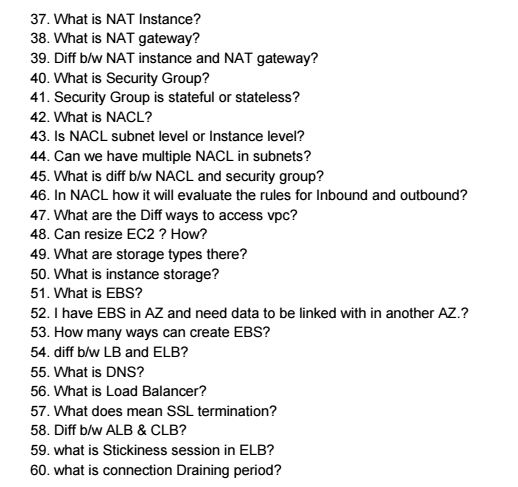 37. What is NAT Instance?
38. What is NAT gateway?
39. Diff b/w NAT instance and NAT gateway?
40. What is Security Group?
41. Security Group is stateful or stateless?
42. What is NACL?
43. Is NACL subnet level or Instance level?
44. Can we have multiple NACL in subnets?
45. What is diff b/w NACL and security group?
46. In NACL how it will evaluate the rules for Inbound and outbound?
47. What are the Diff ways to access vpc?
48. Can resize EC2 ? How?
49. What are storage types there?
50. What is instance storage?
51. What is EBS?
52. I have EBS in AZ and need data to be linked with in another AZ.?
53. How many ways can create EBS?
54. diff b/w LB and ELB?
55. What is DNS?
56. What is Load Balancer?
57. What does mean SSL termination?
58. Diff b/w ALB & CLB?
59. what is Stickiness session in ELB?
60. what is connection Draining period?